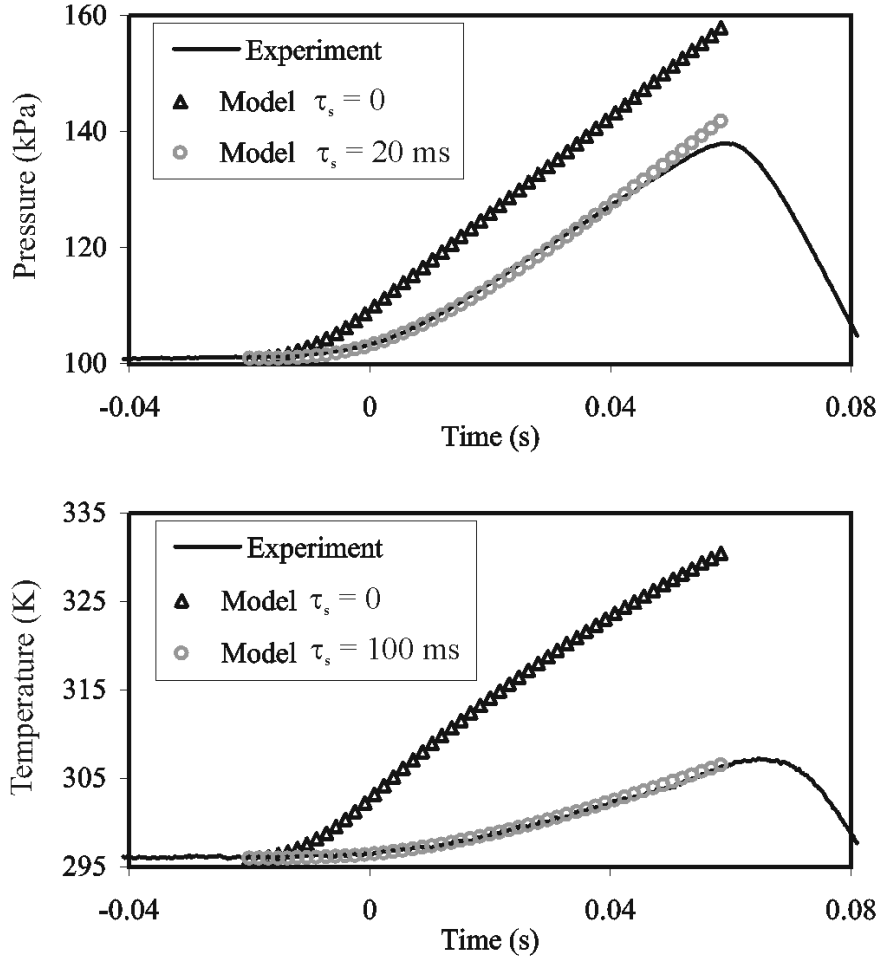 160
140
120
100
Pressure (kPa)
Experiment
Model τs = 0
Model τs = 20 ms
-0.04
0
0.04
0.08
Time (s)
335
325
315
305
295
Temperature (K)
Experiment
Model τs = 0
Model τs = 100 ms
-0.04
0
0.04
0.08
Time (s)